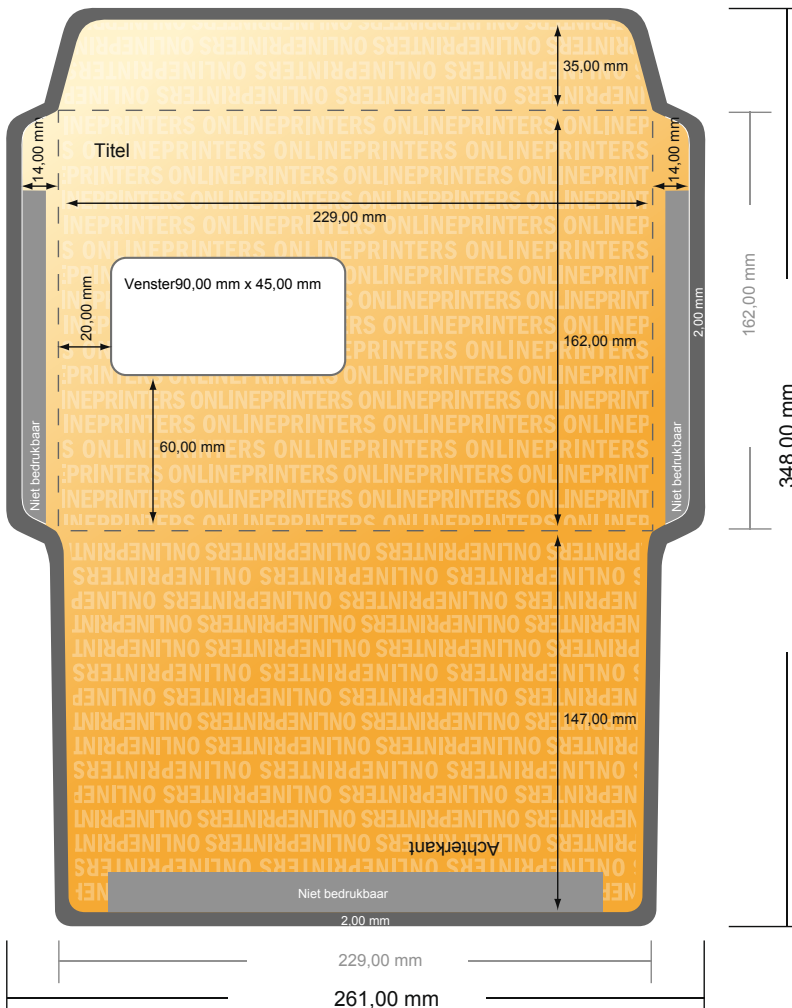 ONLINEPRINTERS ONLINEPRINTERS
35,00 mm
14,00 mm
Titel
14,00 mm
229,00 mm
Venster90,00 mm x 45,00 mm
20,00 mm
162,00 mm
2,00 mm
162,00 mm
348,00 mm
60,00 mm
Niet bedrukbaar
Niet bedrukbaar
147,00 mm
Achterkant
Niet bedrukbaar
2,00 mm
229,00 mm
261,00 mm